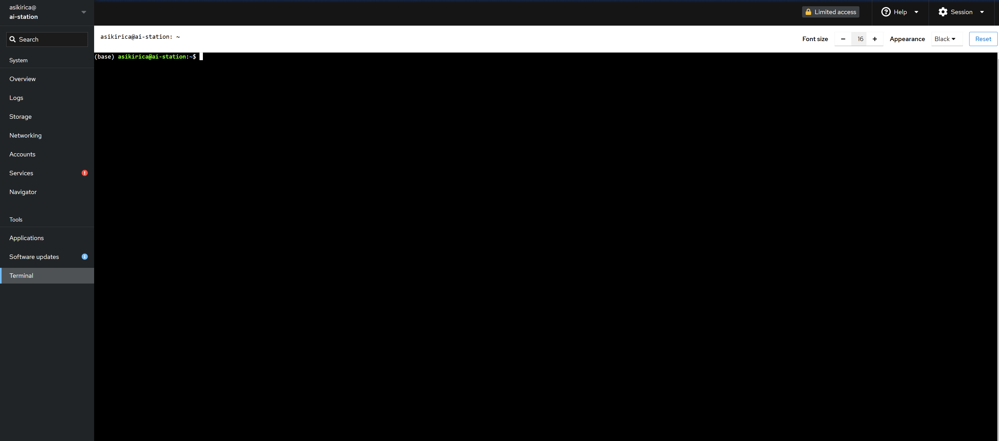 asikirica@
ai-station
Limited access
Help
Session
Search
asikirica@ai-station: ~
Font size
16
Appearance
Black
Reset
(base) asikirica@ai-station:~$
System
Overview
Logs
Storage
Networking
Accounts
Services
Navigator
Tools
Applications
Software updates
Terminal